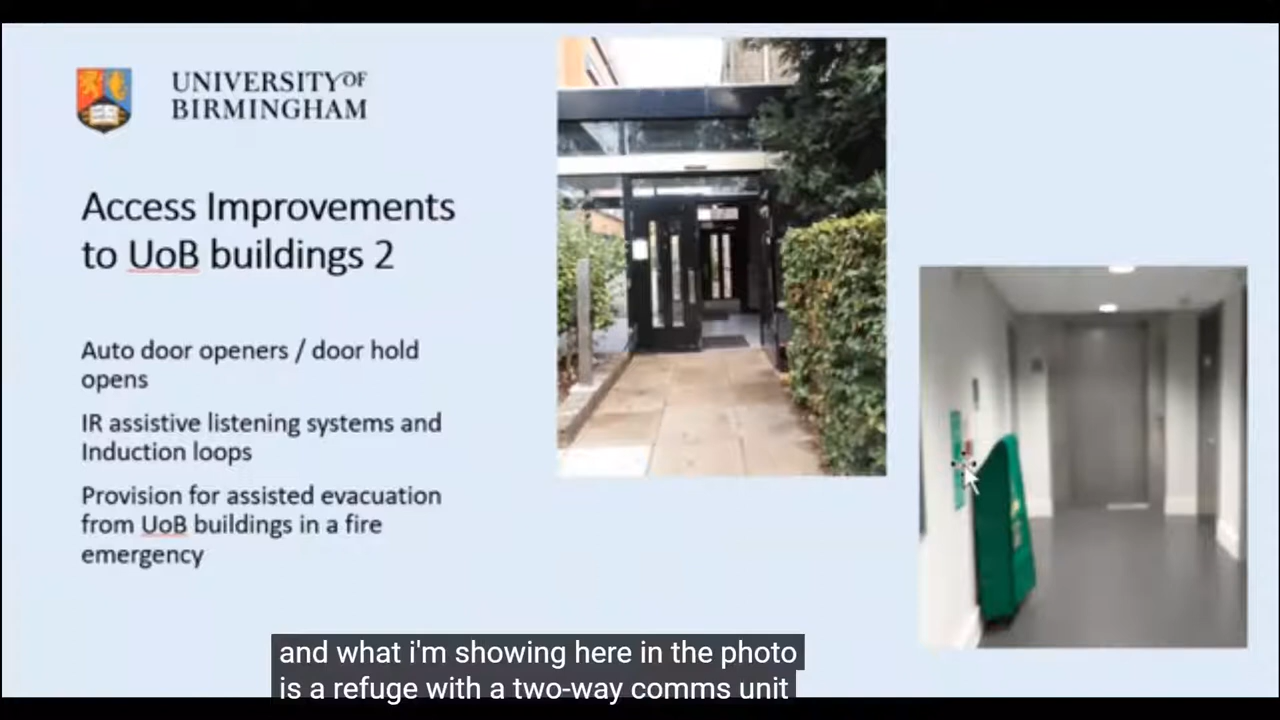 UNIVERSITYOF
BIRMINGHAM
Access Improvements
to UoB buildings 2
Auto door openers / door hold
opens
IR assistive listening systems and
Induction loops
Provision for assisted evacuation
from UoB buildings in a fire
emergency
and what i'm showing here in the photo
is a refuge with a two-way comms unit